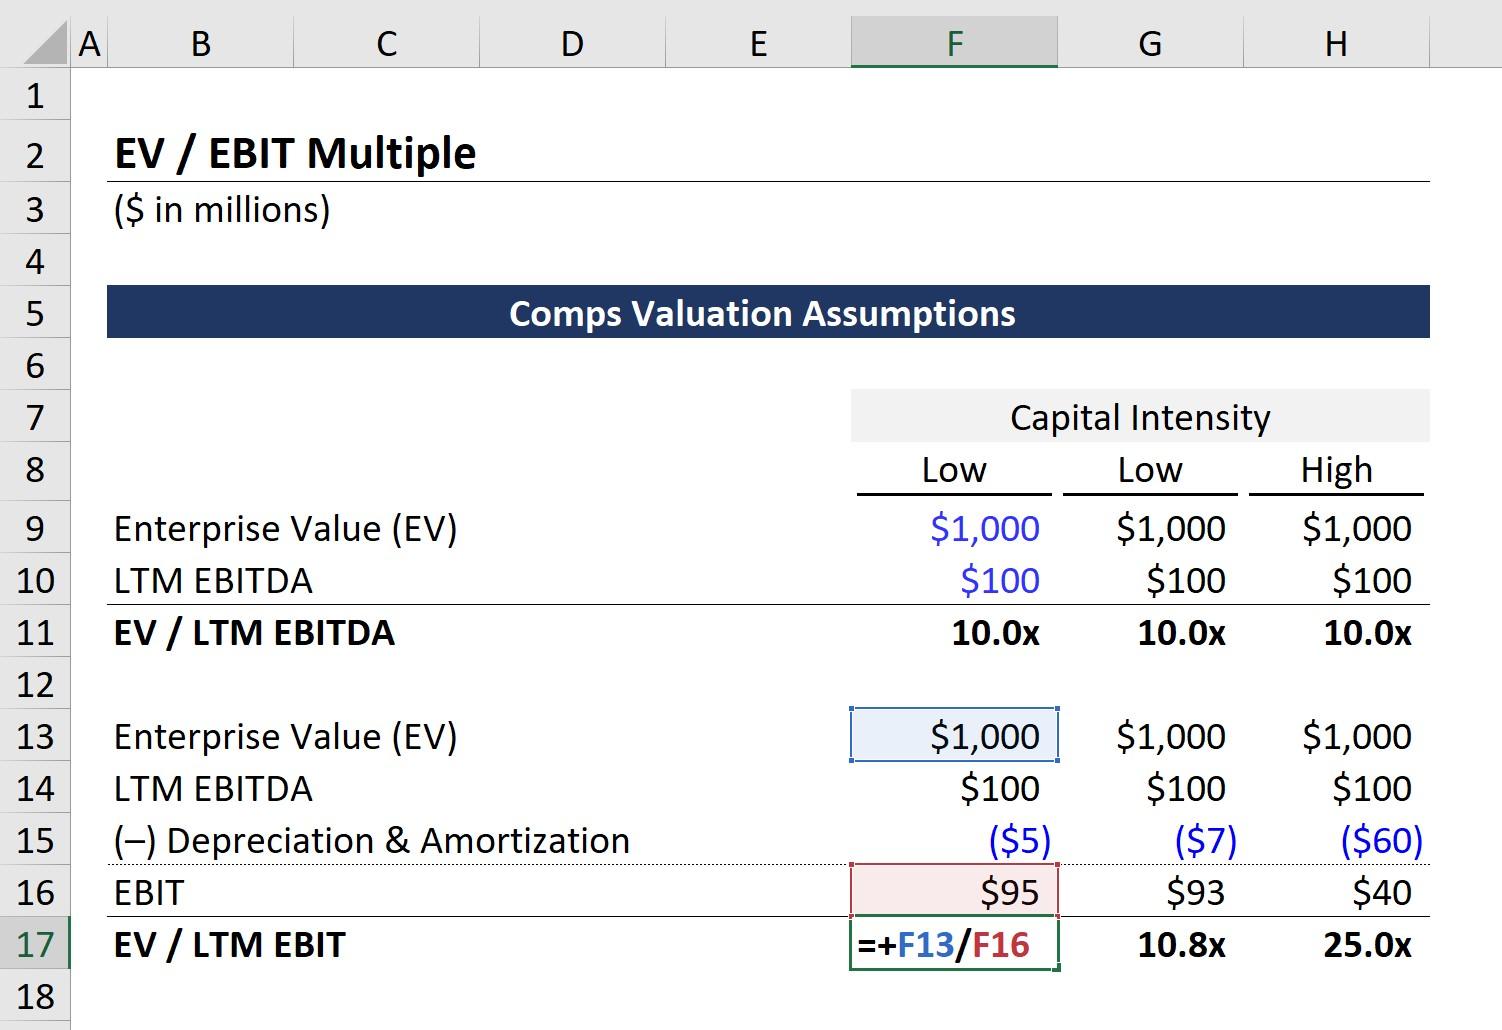 A B C D E F G H
1
2 EV / EBIT Multiple
3 ($ in millions)
4
5 Comps Valuation Assumptions
6
7 Capital Intensity
8 Low Low High
9 Enterprise Value (EV) $1,000 $1,000 $1,000
10 LTM EBITDA $100 $100 $100
11 EV / LTM EBITDA 10.0x 10.0x 10.0x
12
13 Enterprise Value (EV) $1,000 $1,000 $1,000
14 LTM EBITDA $100 $100 $100
15 (–) Depreciation & Amortization ($5) ($7) ($60)
16 EBIT $95 $93 $40
17 EV / LTM EBIT =+F13/F16 10.8x 25.0x
18